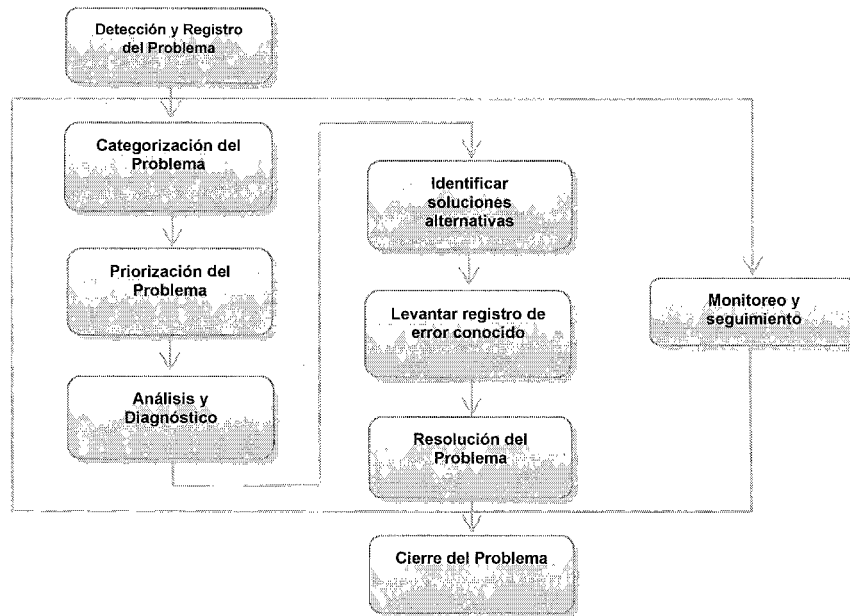 Detección y Registro
del Problema
Categorización del
Problema
Priorización del
Problema
Análisis y
Diagnóstico
Identificar
soluciones
alternativas
Levantar registro de
error conocido
Resolución del
Problema
Cierre del Problema
Monitoreo y
seguimiento